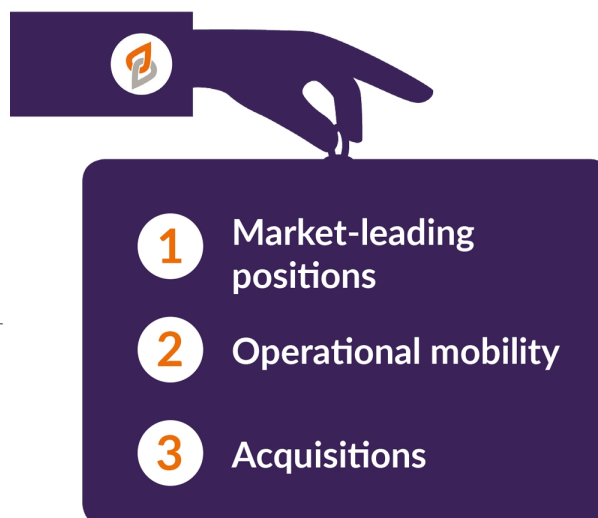 1 Market-leading
positions
2 Operational mobility
3 Acquisitions